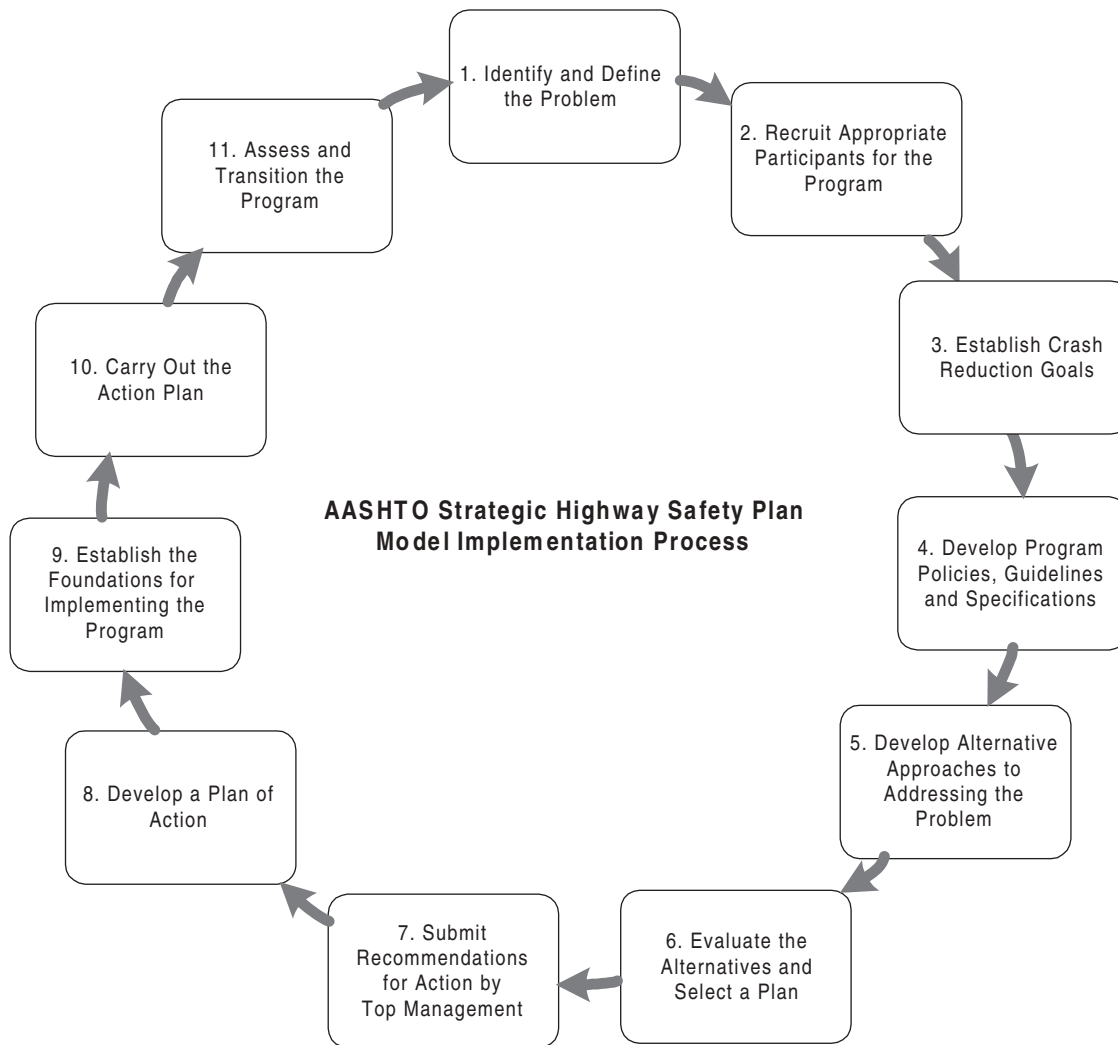 1. Identify and Define
the Problem
2. Recruit Appropriate
Participants for the
Program
3. Establish Crash
Reduction Goals
4. Develop Program
Policies, Guidelines
and Specifications
5. Develop Alternative
Approaches to
Addressing the
Problem
6. Evaluate the
Alternatives and
Select a Plan
7. Submit
Recommendations
for Action by
Top Management
8. Develop a Plan of
Action
9. Establish the
Foundations for
Implementing the
Program
10. Carry Out the
Action Plan
11. Assess and
Transition the
Program
AASHTO Strategic Highway Safety Plan
Model Implementation Process